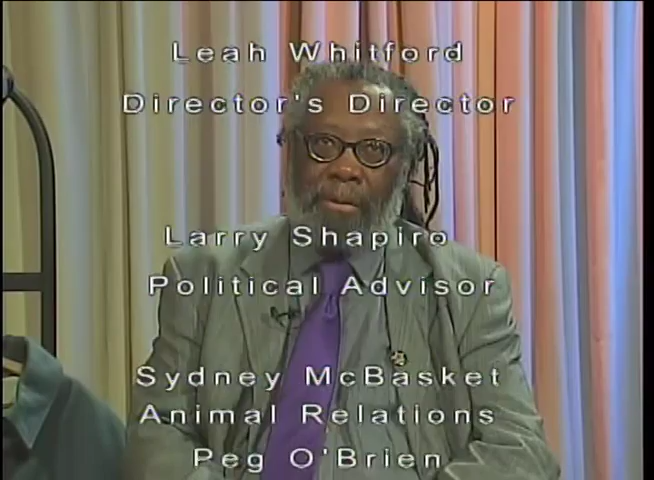 Leah Whitford
Director's Director
Larry Shapiro
Political Advisor
Sydney McBasket
Animal Relations
Peg O'Brien